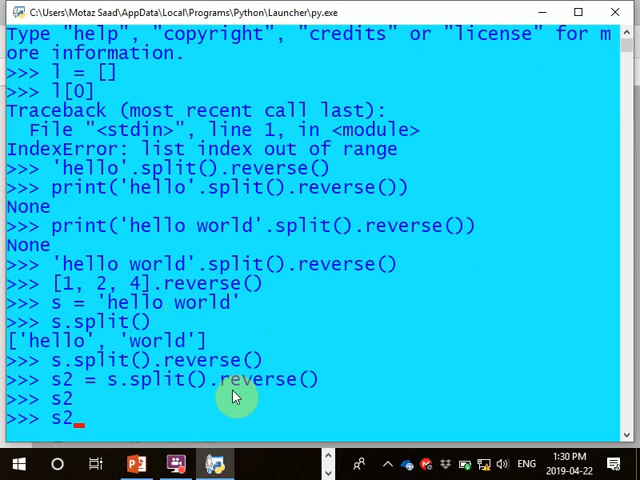 C:\Users\Motaz Saad\AppData\Local\Programs\Python\Launcher\py.exe
Type "help", "copyright", "credits" or "license" for m
ore information.
>>> l = []
>>> l[0]
Traceback (most recent call last):
  File "<stdin>", line 1, in <module>
IndexError: list index out of range
>>> 'hello'.split().reverse()
>>> print('hello'.split().reverse())
None
>>> print('hello world'.split().reverse())
None
>>> 'hello world'.split().reverse()
>>> [1, 2, 4].reverse()
>>> s = 'hello world'
>>> s.split()
['hello', 'world']
>>> s.split().reverse()
>>> s2 = s.split().reverse()
>>> s2
>>> s2
ENG
1:30 PM
2019-04-22